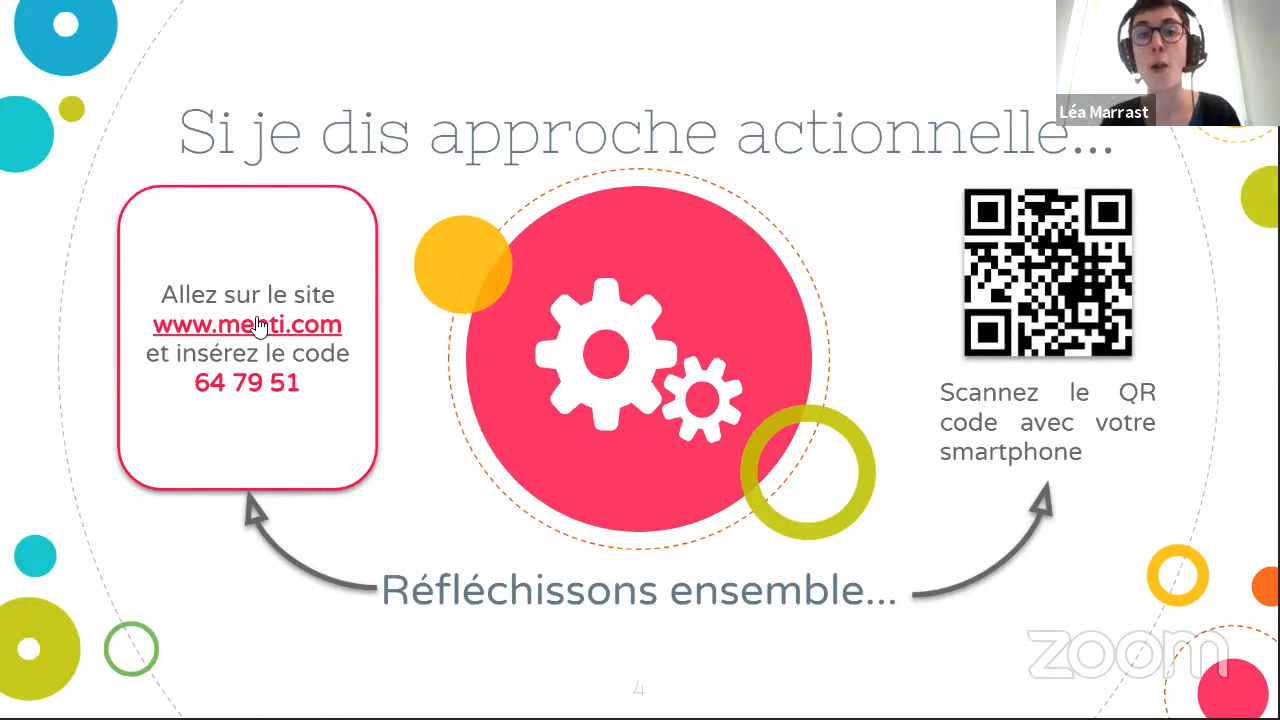 Léa Marrast
Si je dis approche actionnelle...
Allez sur le site
www.menti.com
et insérez le code
64 79 51
Scannez le QR
code avec votre
smartphone
Réfléchissons ensemble...
zoom
4